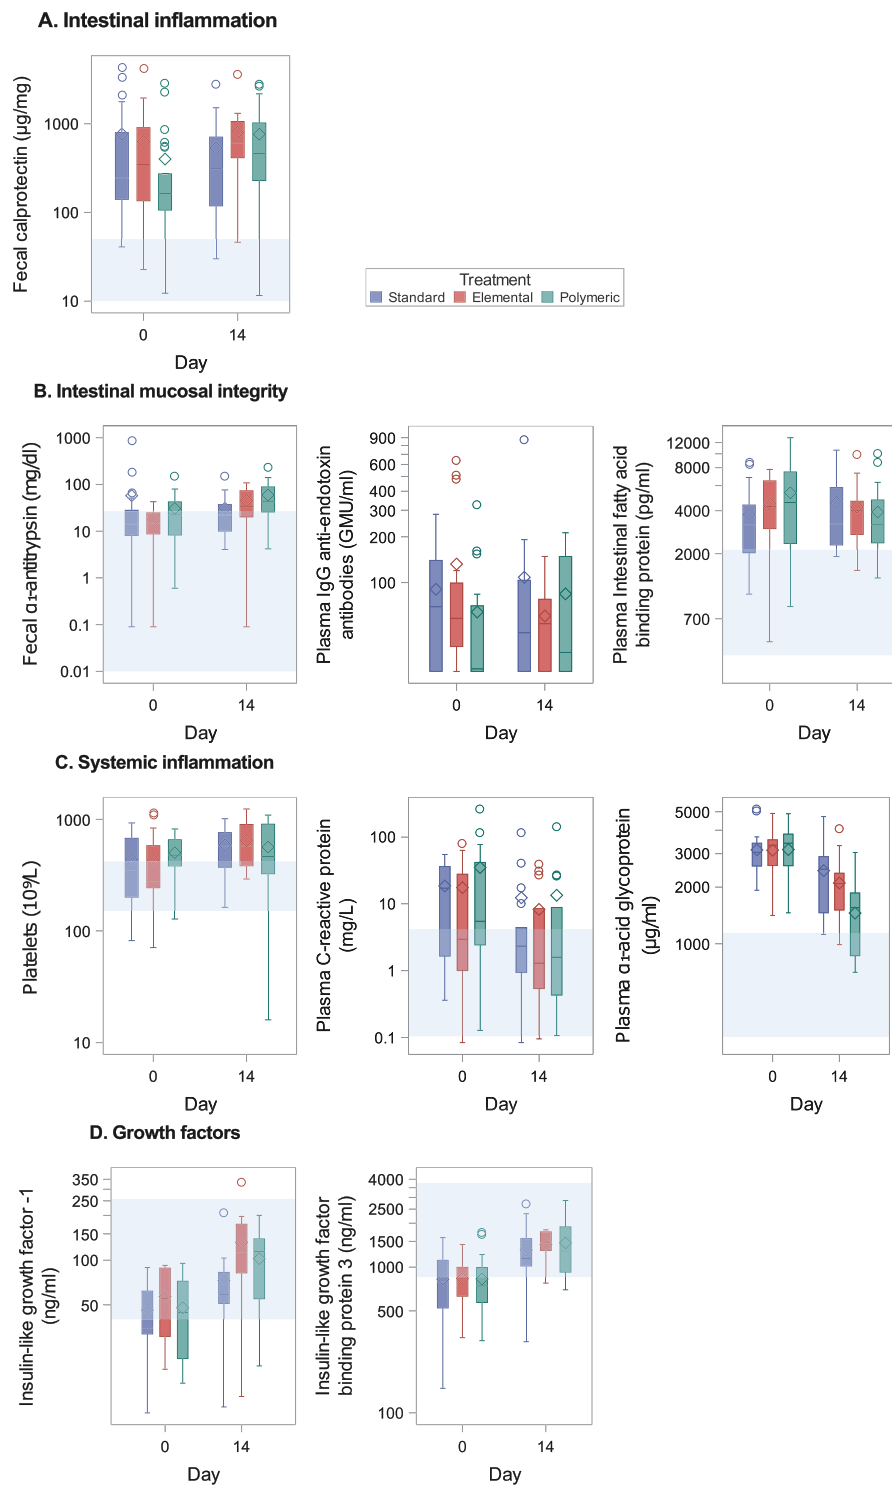 A. Intestinal inflammation
Fecal calprotectin (µg/mg)
1000
100
10
0
14
Day
Treatment
Standard Elemental Polymeric
B. Intestinal mucosal integrity
Fecal α₁-antitrypsin (mg/dl)
1000
100
10
1
0.1
0.01
0
14
Day
Plasma IgG anti-endotoxin
antibodies (GMU/ml)
900
600
400
300
200
100
0
14
Day
Plasma Intestinal fatty acid
binding protein (pg/ml)
12000
8000
4000
2000
700
0
14
Day
C. Systemic inflammation
Platelets (10⁹/L)
1000
100
10
0
14
Day
Plasma C-reactive protein
(mg/L)
100
10
1
0.1
0
14
Day
Plasma α₁-acid glycoprotein
(µg/ml)
5000
3000
2000
1000
0
14
Day
D. Growth factors
Insulin-like growth factor -1
(ng/ml)
350
250
150
100
50
0
14
Day
Insulin-like growth factor
binding protein 3 (ng/ml)
4000
2500
1500
1000
500
100
0
14
Day